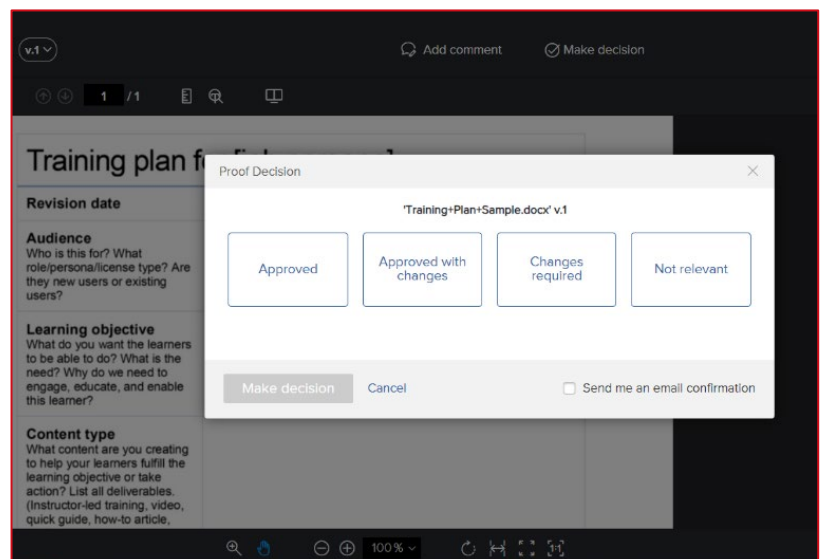 v.1
Add comment
Make decision
1 / 1
Training plan f
Proof Decision
'Training+Plan+Sample.docx' v.1
Approved
Approved with
changes
Changes
required
Not relevant
Make decision
Cancel
Send me an email confirmation
Revision date
Audience
Who is this for? What
role/persona/license type? Are
they new users or existing
users?
Learning objective
What do you want the learners
to be able to do? What is the
need? Why do we need to
engage, educate, and enable
this learner?
Content type
What content are you creating
to help your learners fulfill the
learning objective or take
action? List all deliverables.
(Instructor-led training, video,
quick guide, how-to article,
100%